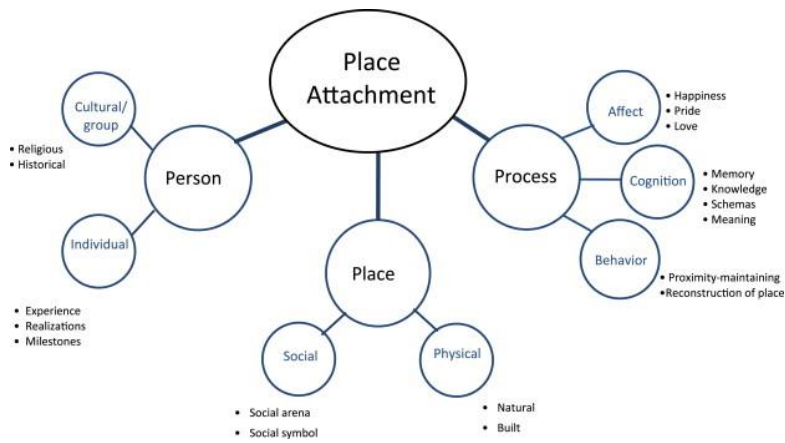 Place
Attachment
Cultural/
group
• Religious
• Historical
Person
Individual
• Experience
• Realizations
• Milestones
Place
Social
• Social arena
• Social symbol
Physical
• Natural
• Built
Process
Affect
• Happiness
• Pride
• Love
Cognition
• Memory
• Knowledge
• Schemas
• Meaning
Behavior
• Proximity-maintaining
•Reconstruction of place